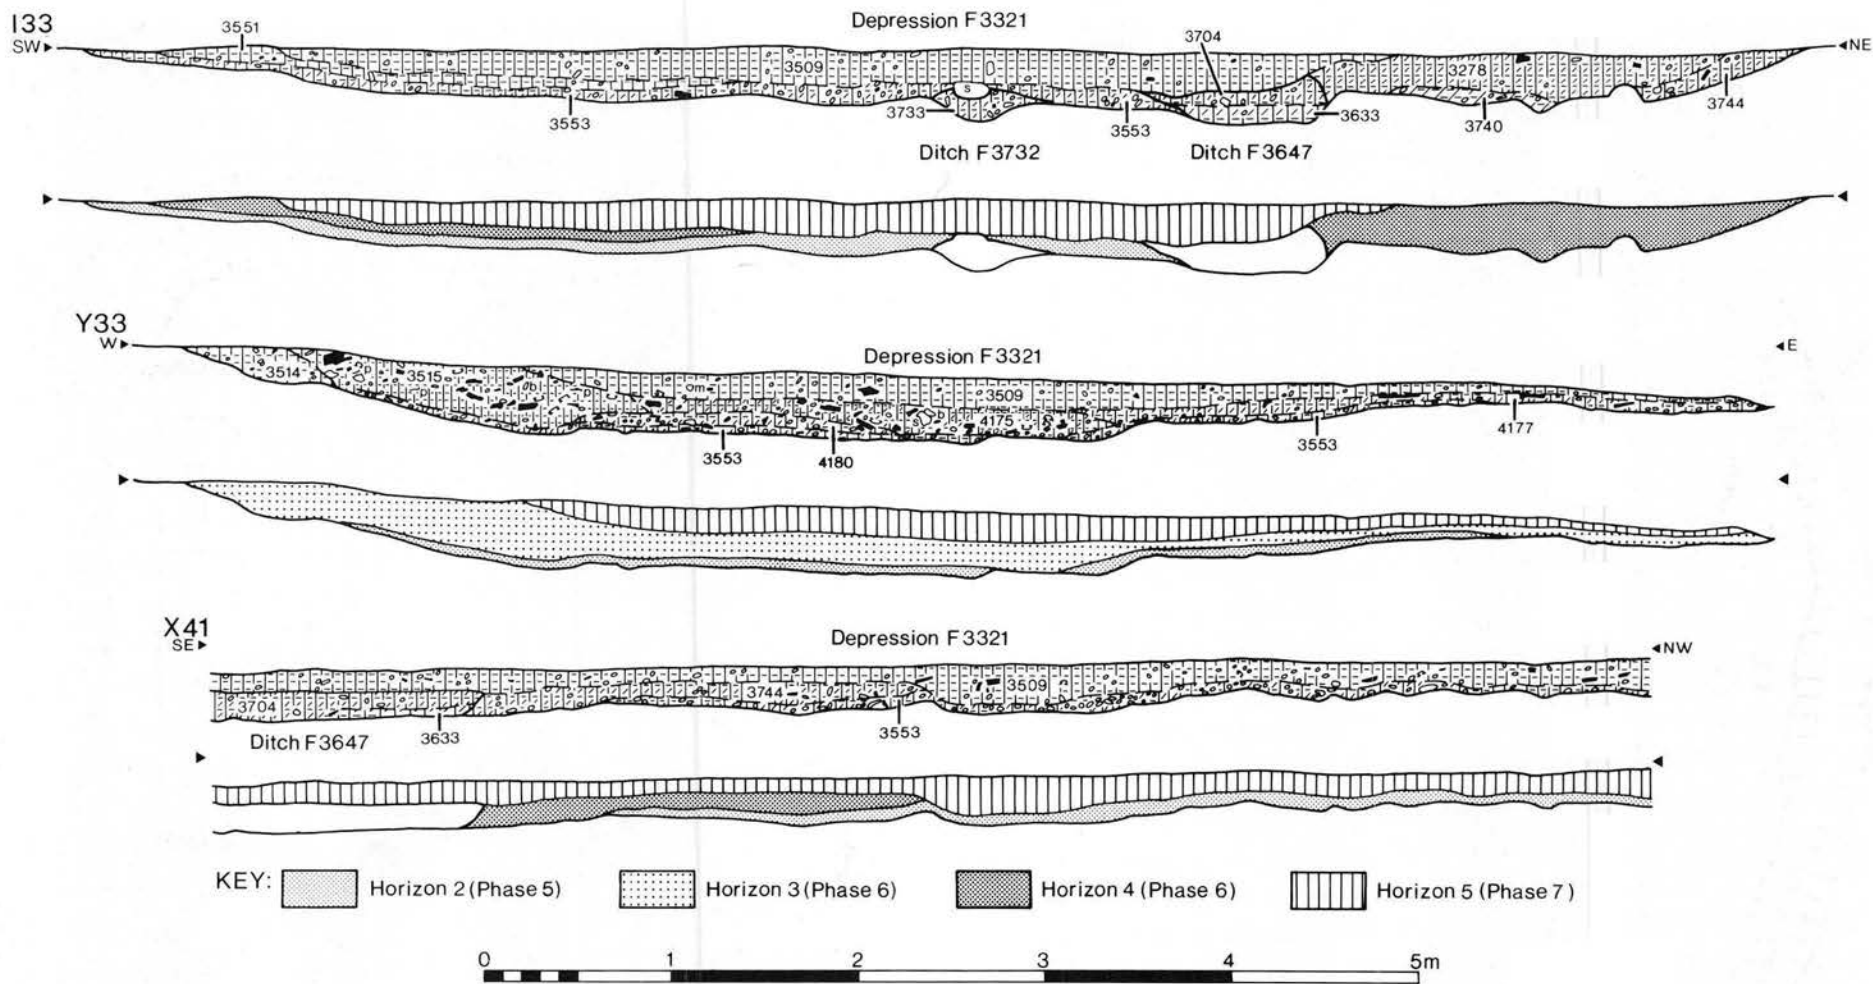 I33
SW
3551
Depression F3321
3704
NE
3509
3278
s
3553
3733
3553
3633
3740
3744
Ditch F3732
Ditch F3647
Y33
W
Depression F3321
E
3514
3515
p
b
p
om
3509
s
s
b
4175
3553
4180
3553
4177
X41
SE
Depression F3321
NW
3704
3744
3509
Ditch F3647
3633
3553
KEY:
Horizon 2 (Phase 5)
Horizon 3 (Phase 6)
Horizon 4 (Phase 6)
Horizon 5 (Phase 7)
0 1 2 3 4 5m